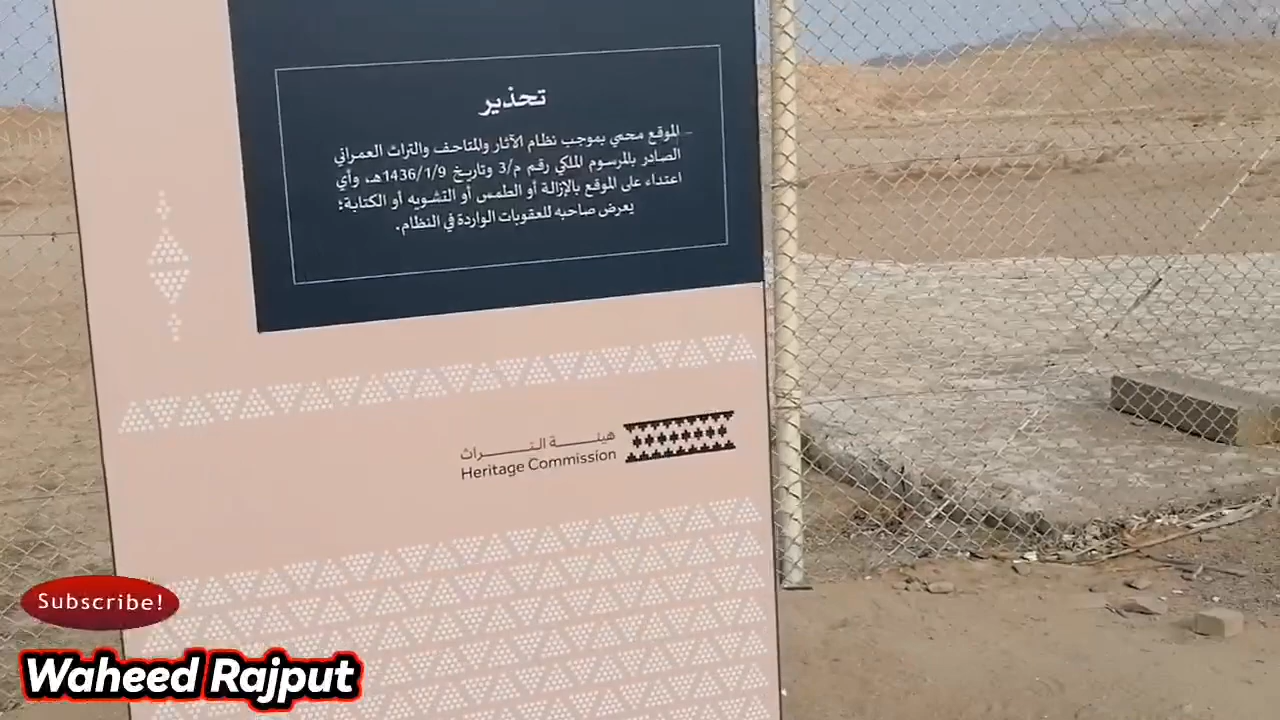 تحذير
الموقع محمي بموجب نظام الآثار والمتاحف والتراث العمراني
الصادر بالمرسوم الملكي رقم م/3 وتاريخ 1436/1/9هـ، وأي
اعتداء على الموقع بالإزالة أو الطمس أو التشويه أو الكتابة؛
يعرض صاحبه للعقوبات الواردة في النظام.
هيئة التراث
Heritage Commission
Subscribe!
Waheed Rajput